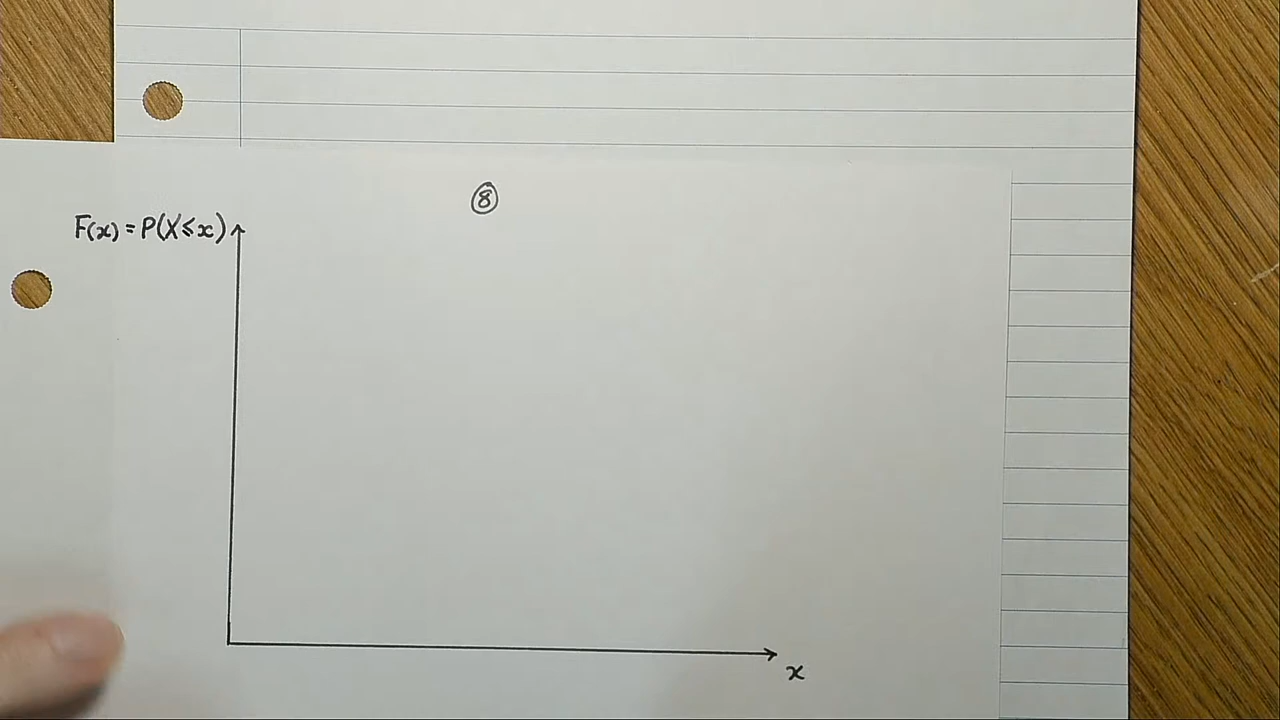 ⑧
F(x) = P(X≤x)
x